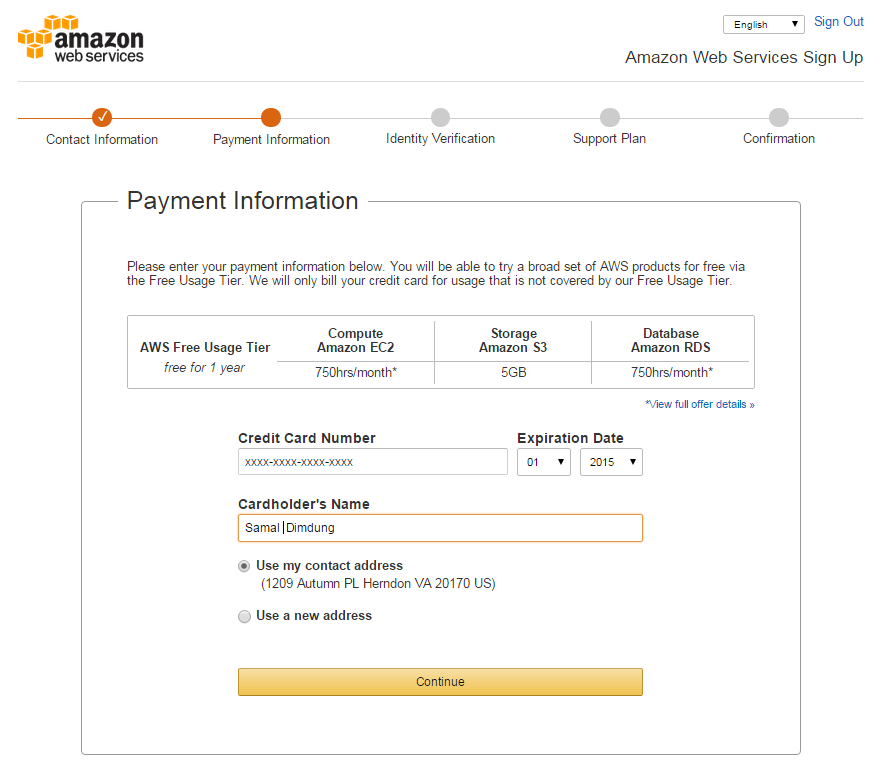 amazon
web services
English
Sign Out
Amazon Web Services Sign Up
Contact Information
Payment Information
Identity Verification
Support Plan
Confirmation
Payment Information
Please enter your payment information below. You will be able to try a broad set of AWS products for free via
the Free Usage Tier. We will only bill your credit card for usage that is not covered by our Free Usage Tier.
AWS Free Usage Tier
free for 1 year
Compute
Amazon EC2
750hrs/month*
Storage
Amazon S3
5GB
Database
Amazon RDS
750hrs/month*
*View full offer details »
Credit Card Number
Expiration Date
xxxx-xxxx-xxxx-xxxx
01
2015
Cardholder's Name
Samal Dimdung
Use my contact address
(1209 Autumn PL Herndon VA 20170 US)
Use a new address
Continue